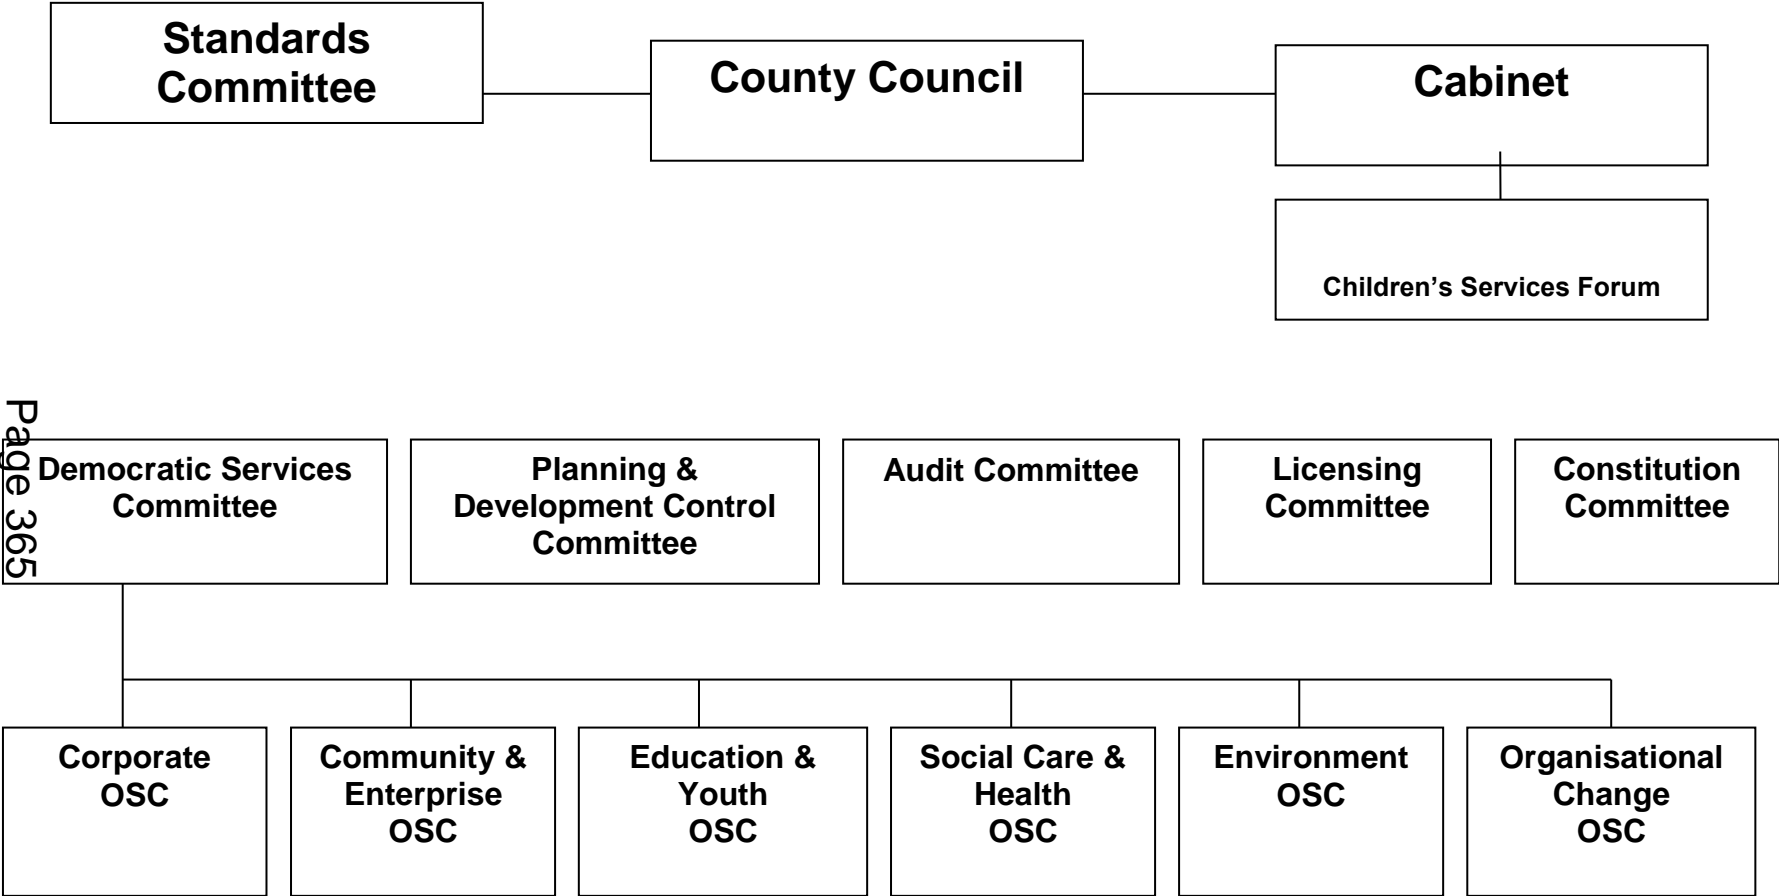 Standards
Committee
County Council
Cabinet
Children’s Services Forum
Page 365
Democratic Services
Committee
Planning &
Development Control
Committee
Audit Committee
Licensing
Committee
Constitution
Committee
Corporate
OSC
Community &
Enterprise
OSC
Education &
Youth
OSC
Social Care &
Health
OSC
Environment
OSC
Organisational
Change
OSC